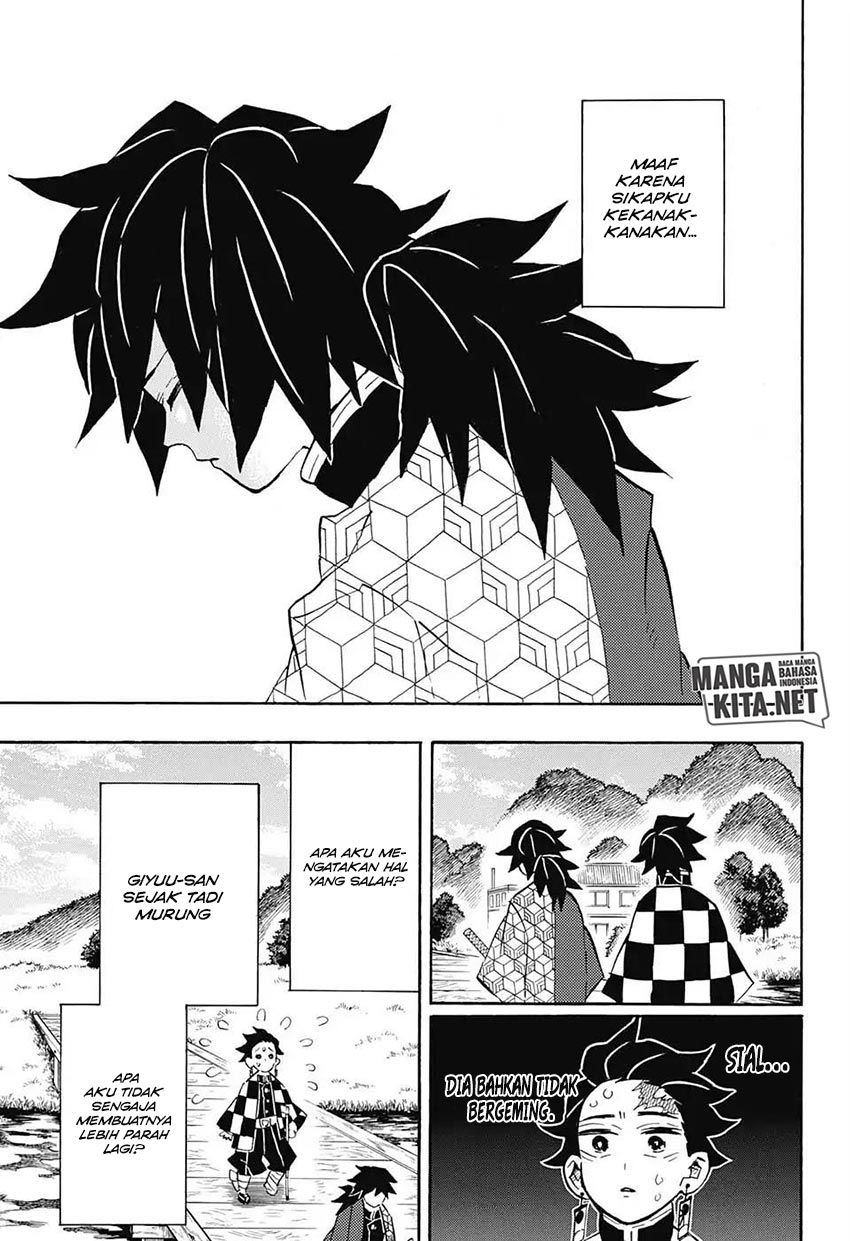 MAAF
KARENA
SIKAPKU
KEKANAK-
KANAKAN...
MANGA
KITA.NET
BACA MANGA
BAHASA
INDONESIA
SIAL...
DIA BAHKAN TIDAK
BERGEMING.
APA AKU ME-
NGATAKAN HAL
YANG SALAH?
GIYUU-SAN
SEJAK TADI
MURUNG
APA
AKU TIDAK
SENGAJA
MEMBUATNYA
LEBIH PARAH
LAGI?